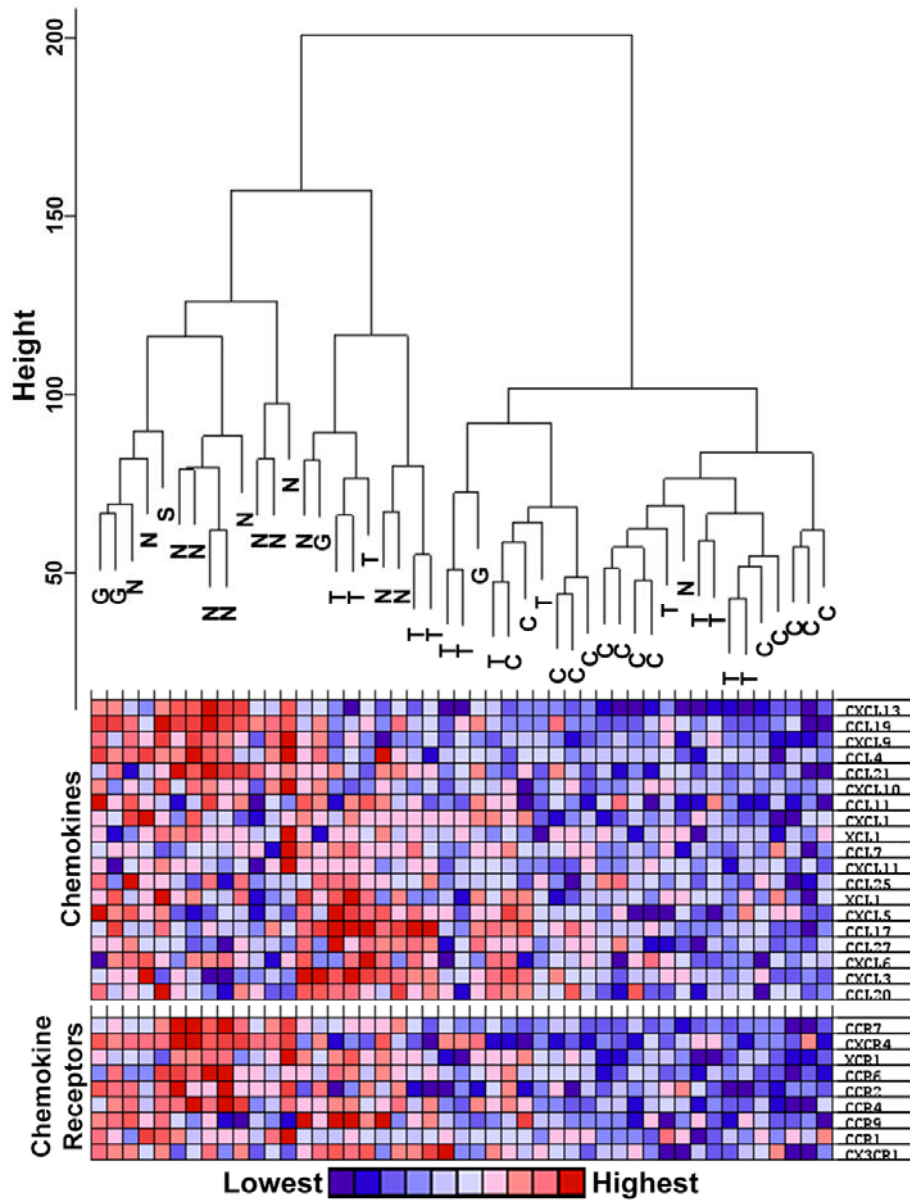 200
150
100
50
Height
G G N N S N N N N N N N N N G T T T N N T T T T G T C C T C C C C C C C T N T T T T C C C C C
Chemokines
CXCL13
CCL19
CXCL9
CCL4
CCL21
CXCL10
CCL11
CXCL1
XCL1
CCL7
CXCL11
CCL25
XCL1
CXCL5
CCL17
CCL27
CXCL6
CXCL3
CCL20
Chemokine
Receptors
CCR7
CXCR4
XCR1
CCR6
CCR2
CCR4
CCR9
CCR1
CX3CR1
Lowest Highest